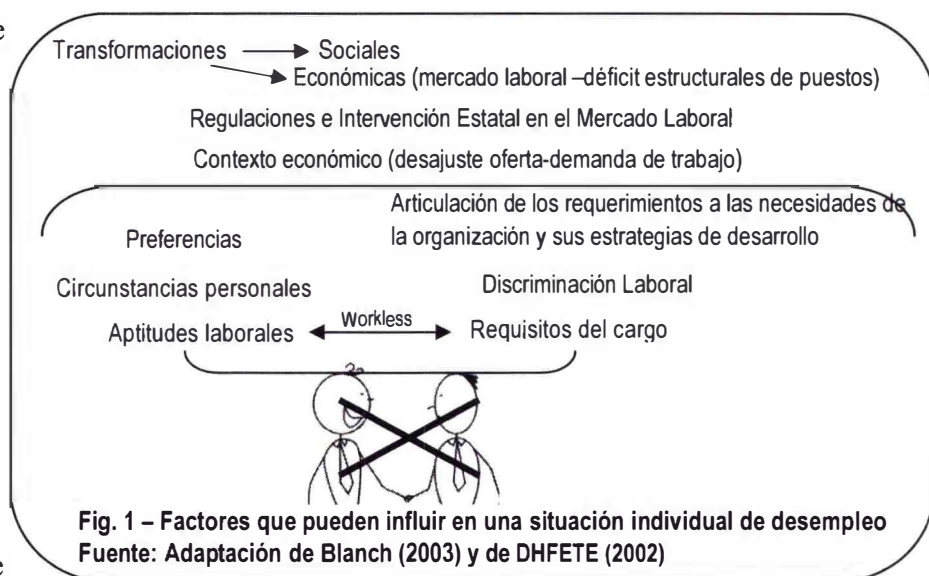 e
Transformaciones → Sociales
Económicas (mercado laboral –déficit estructurales de puestos)
Regulaciones e Intervención Estatal en el Mercado Laboral
Contexto económico (desajuste oferta-demanda de trabajo)
Articulación de los requerimientos a las necesidades de
Preferencias la organización y sus estrategias de desarrollo
Circunstancias personales Discriminación Laboral
Aptitudes laborales Workless Requisitos del cargo
Fig. 1 – Factores que pueden influir en una situación individual de desempleo
Fuente: Adaptación de Blanch (2003) y de DHFETE (2002)
e